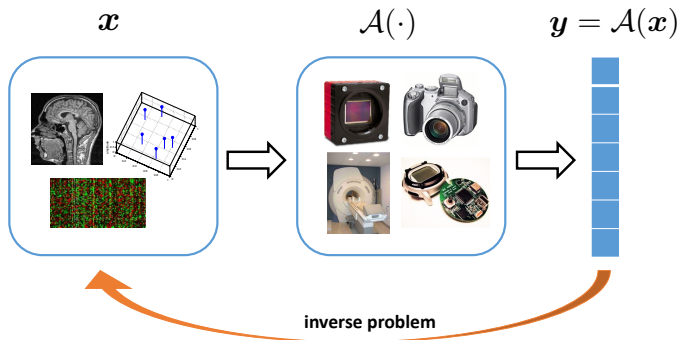 x
A(·)
y = A(x)
inverse problem